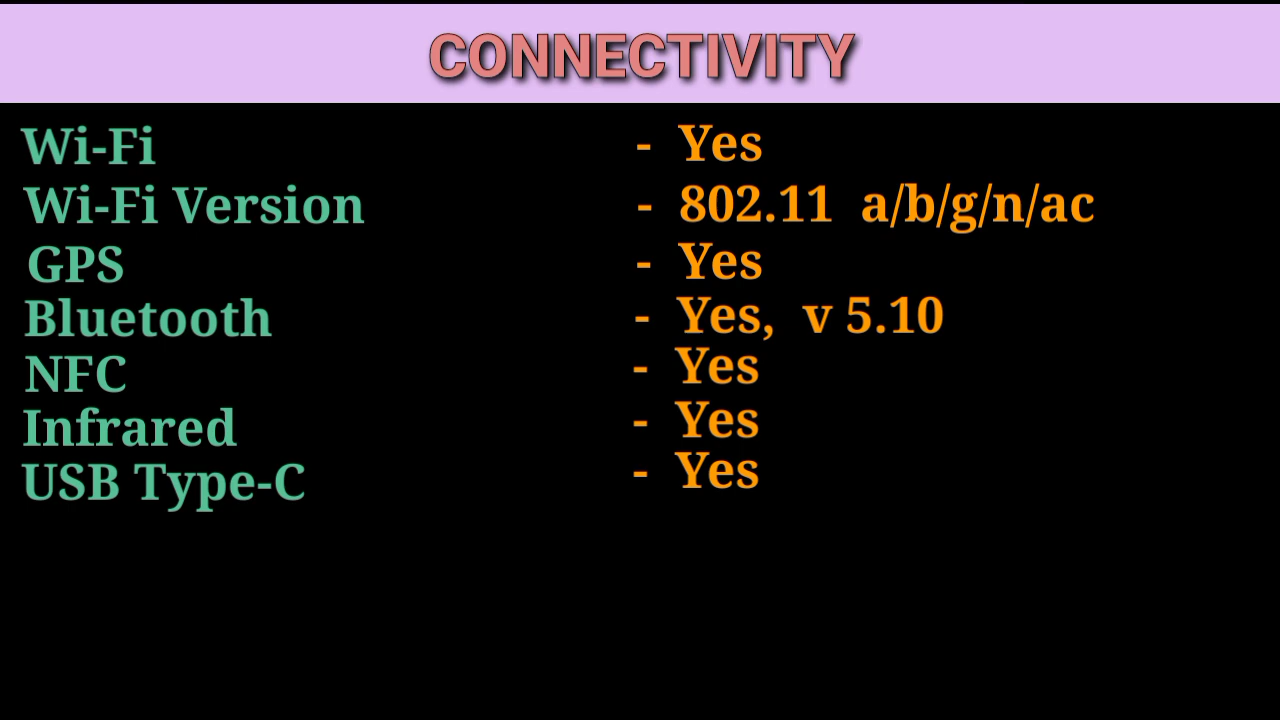 CONNECTIVITY
Wi-Fi - Yes
Wi-Fi Version - 802.11 a/b/g/n/ac
GPS - Yes
Bluetooth - Yes, v 5.10
NFC - Yes
Infrared - Yes
USB Type-C - Yes